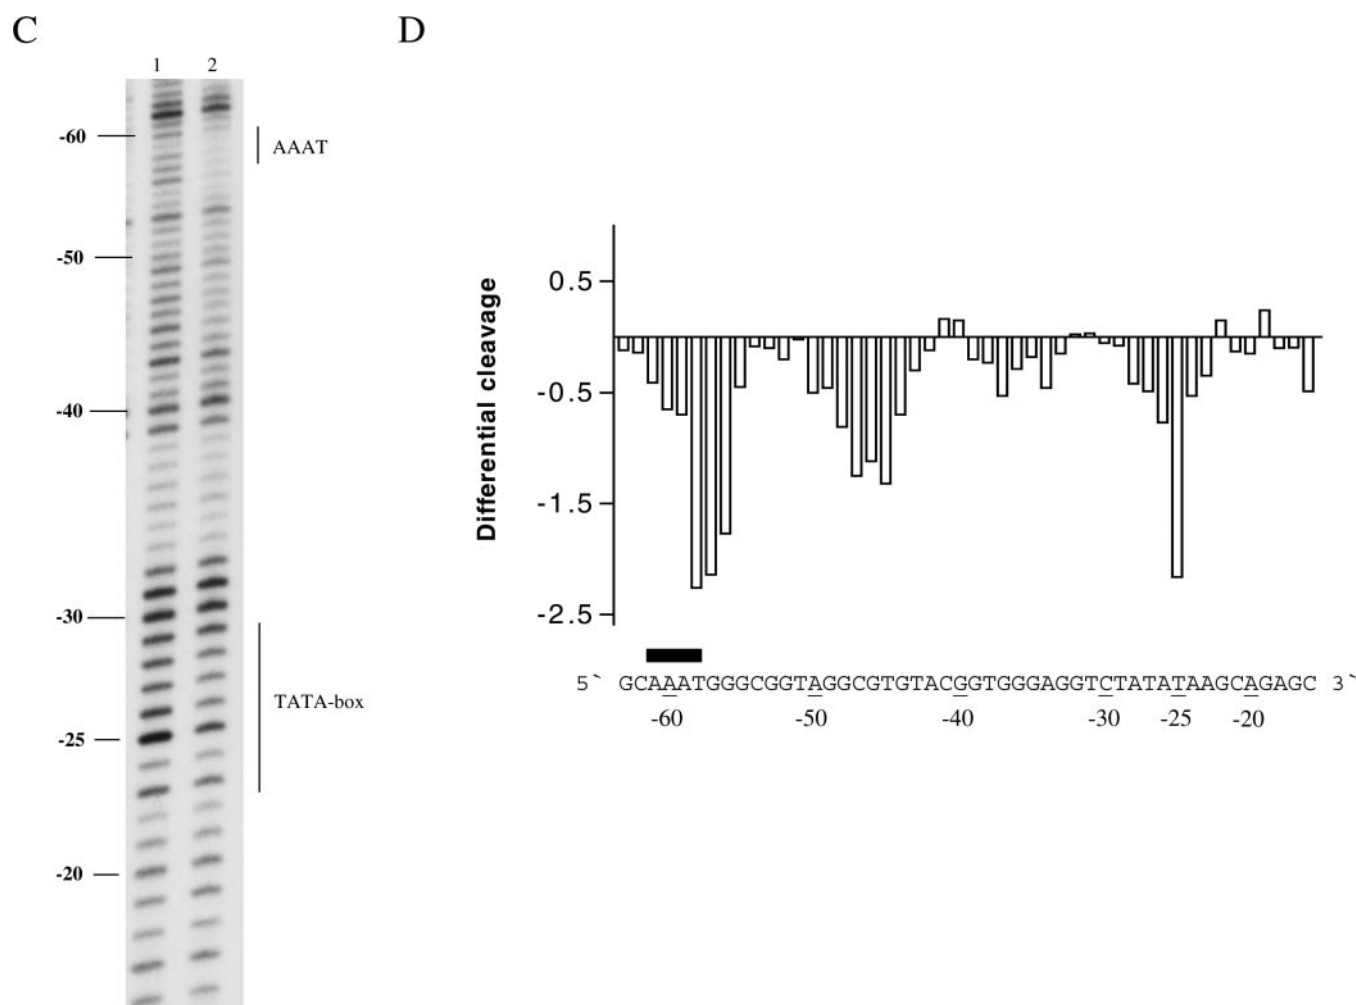 C
D
1 2
-60
AAAT
-50
-40
-30
TATA-box
-25
-20
Differential cleavage
0.5
-0.5
-1.5
-2.5
5` GCAAATGGGCGGTAGGCGTGTACGGTGGGAGGTCTATATAAGCAGAGC 3`
-60 -50 -40 -30 -25 -20